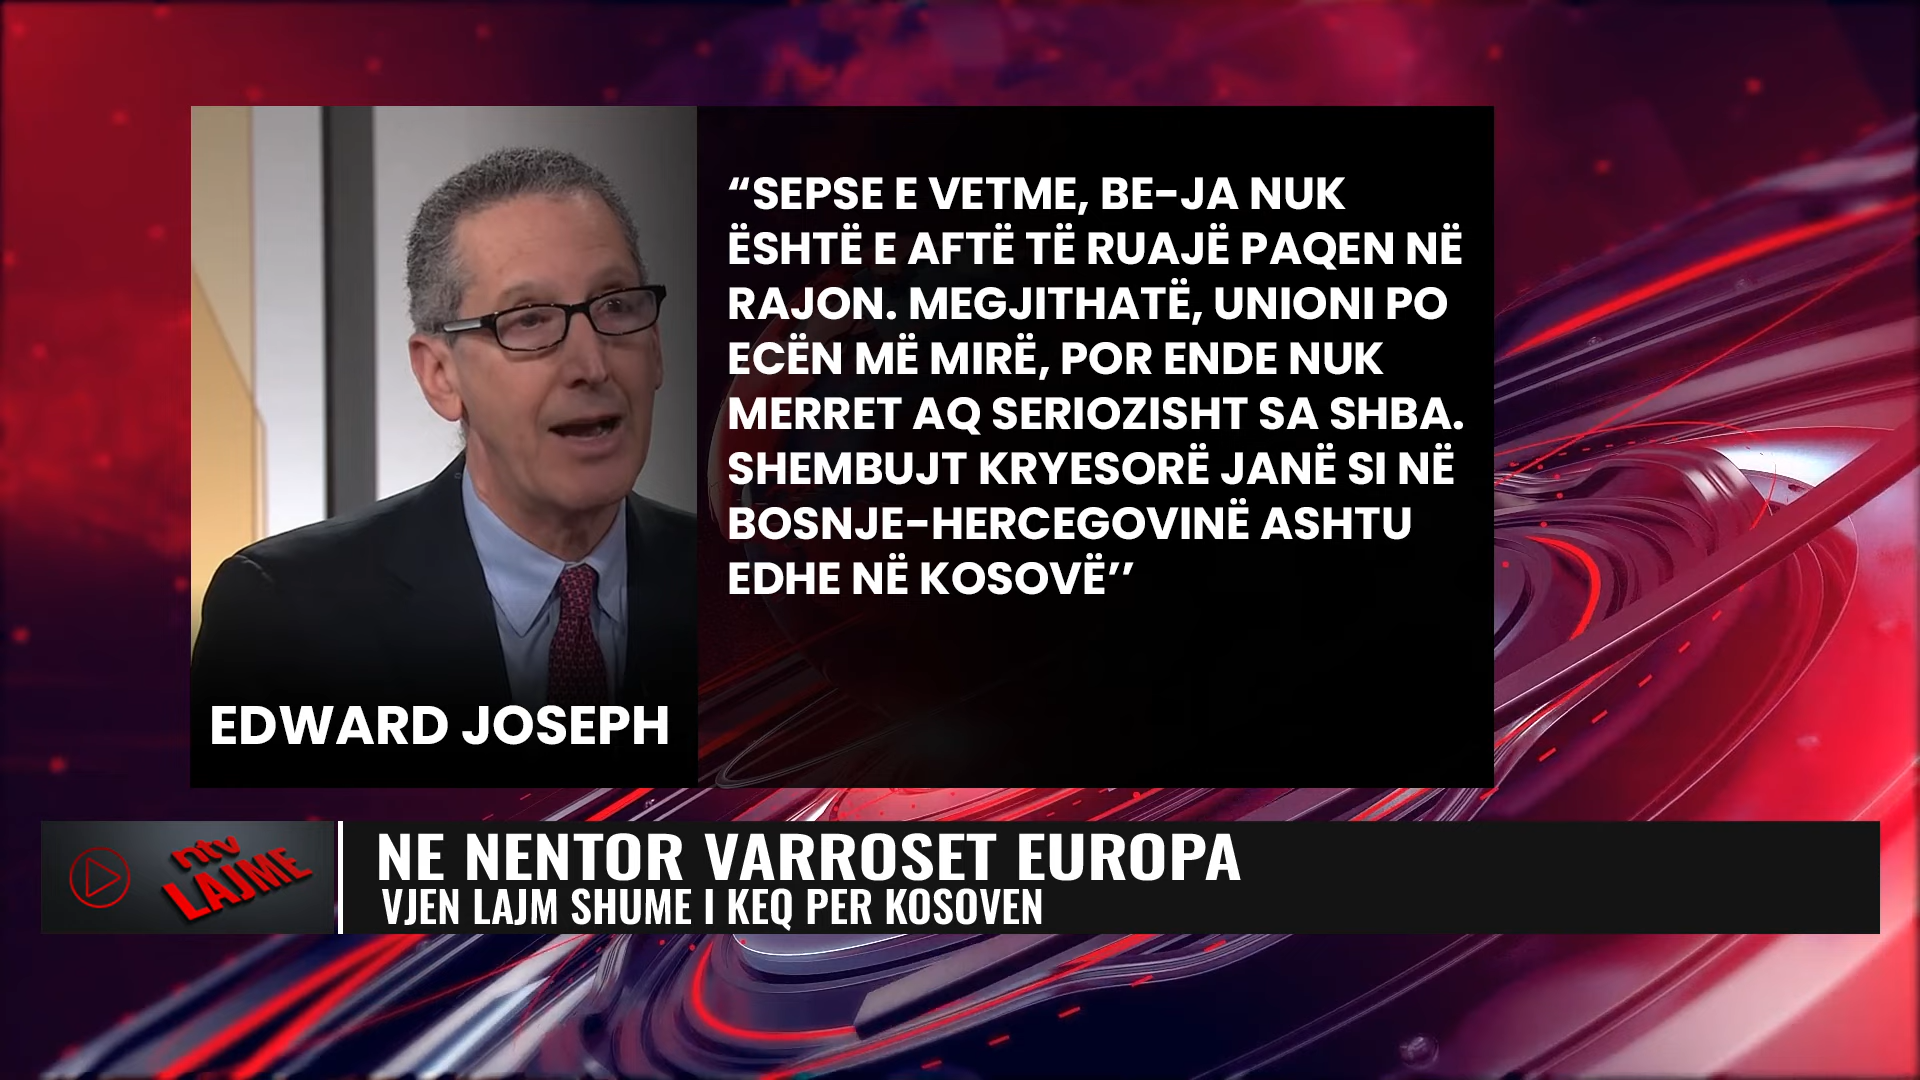 “SEPSE E VETME, BE-JA NUK
ËSHTË E AFTË TË RUAJË PAQEN NË
RAJON. MEGJITHATË, UNIONI PO
ECËN MË MIRË, POR ENDE NUK
MERRET AQ SERIOZISHT SA SHBA.
SHEMBUJT KRYESORË JANË SI NË
BOSNJE-HERCEGOVINË ASHTU
EDHE NË KOSOVË’’
EDWARD JOSEPH
ntv
LAJME
NE NENTOR VARROSET EUROPA
VJEN LAJM SHUME I KEQ PER KOSOVEN